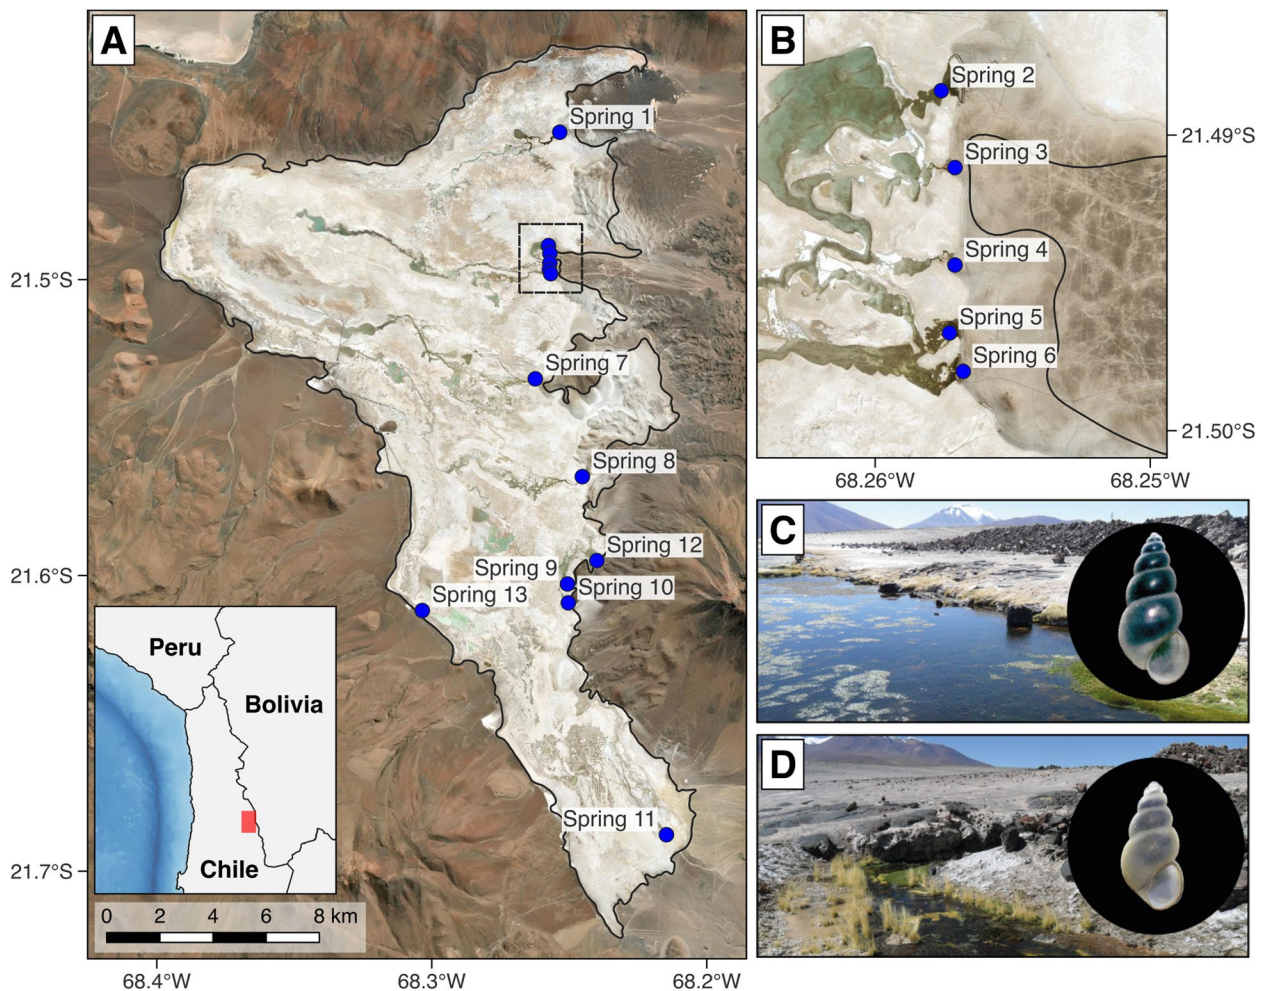 A
Spring 1
Spring 7
Spring 8
Spring 12
Spring 9
Spring 10
Spring 13
Spring 11
21.5°S
21.6°S
21.7°S
68.4°W
68.3°W
68.2°W
Peru
Bolivia
Chile
0 2 4 6 8 km
B
Spring 2
Spring 3
Spring 4
Spring 5
Spring 6
21.49°S
21.50°S
68.26°W
68.25°W
C
D